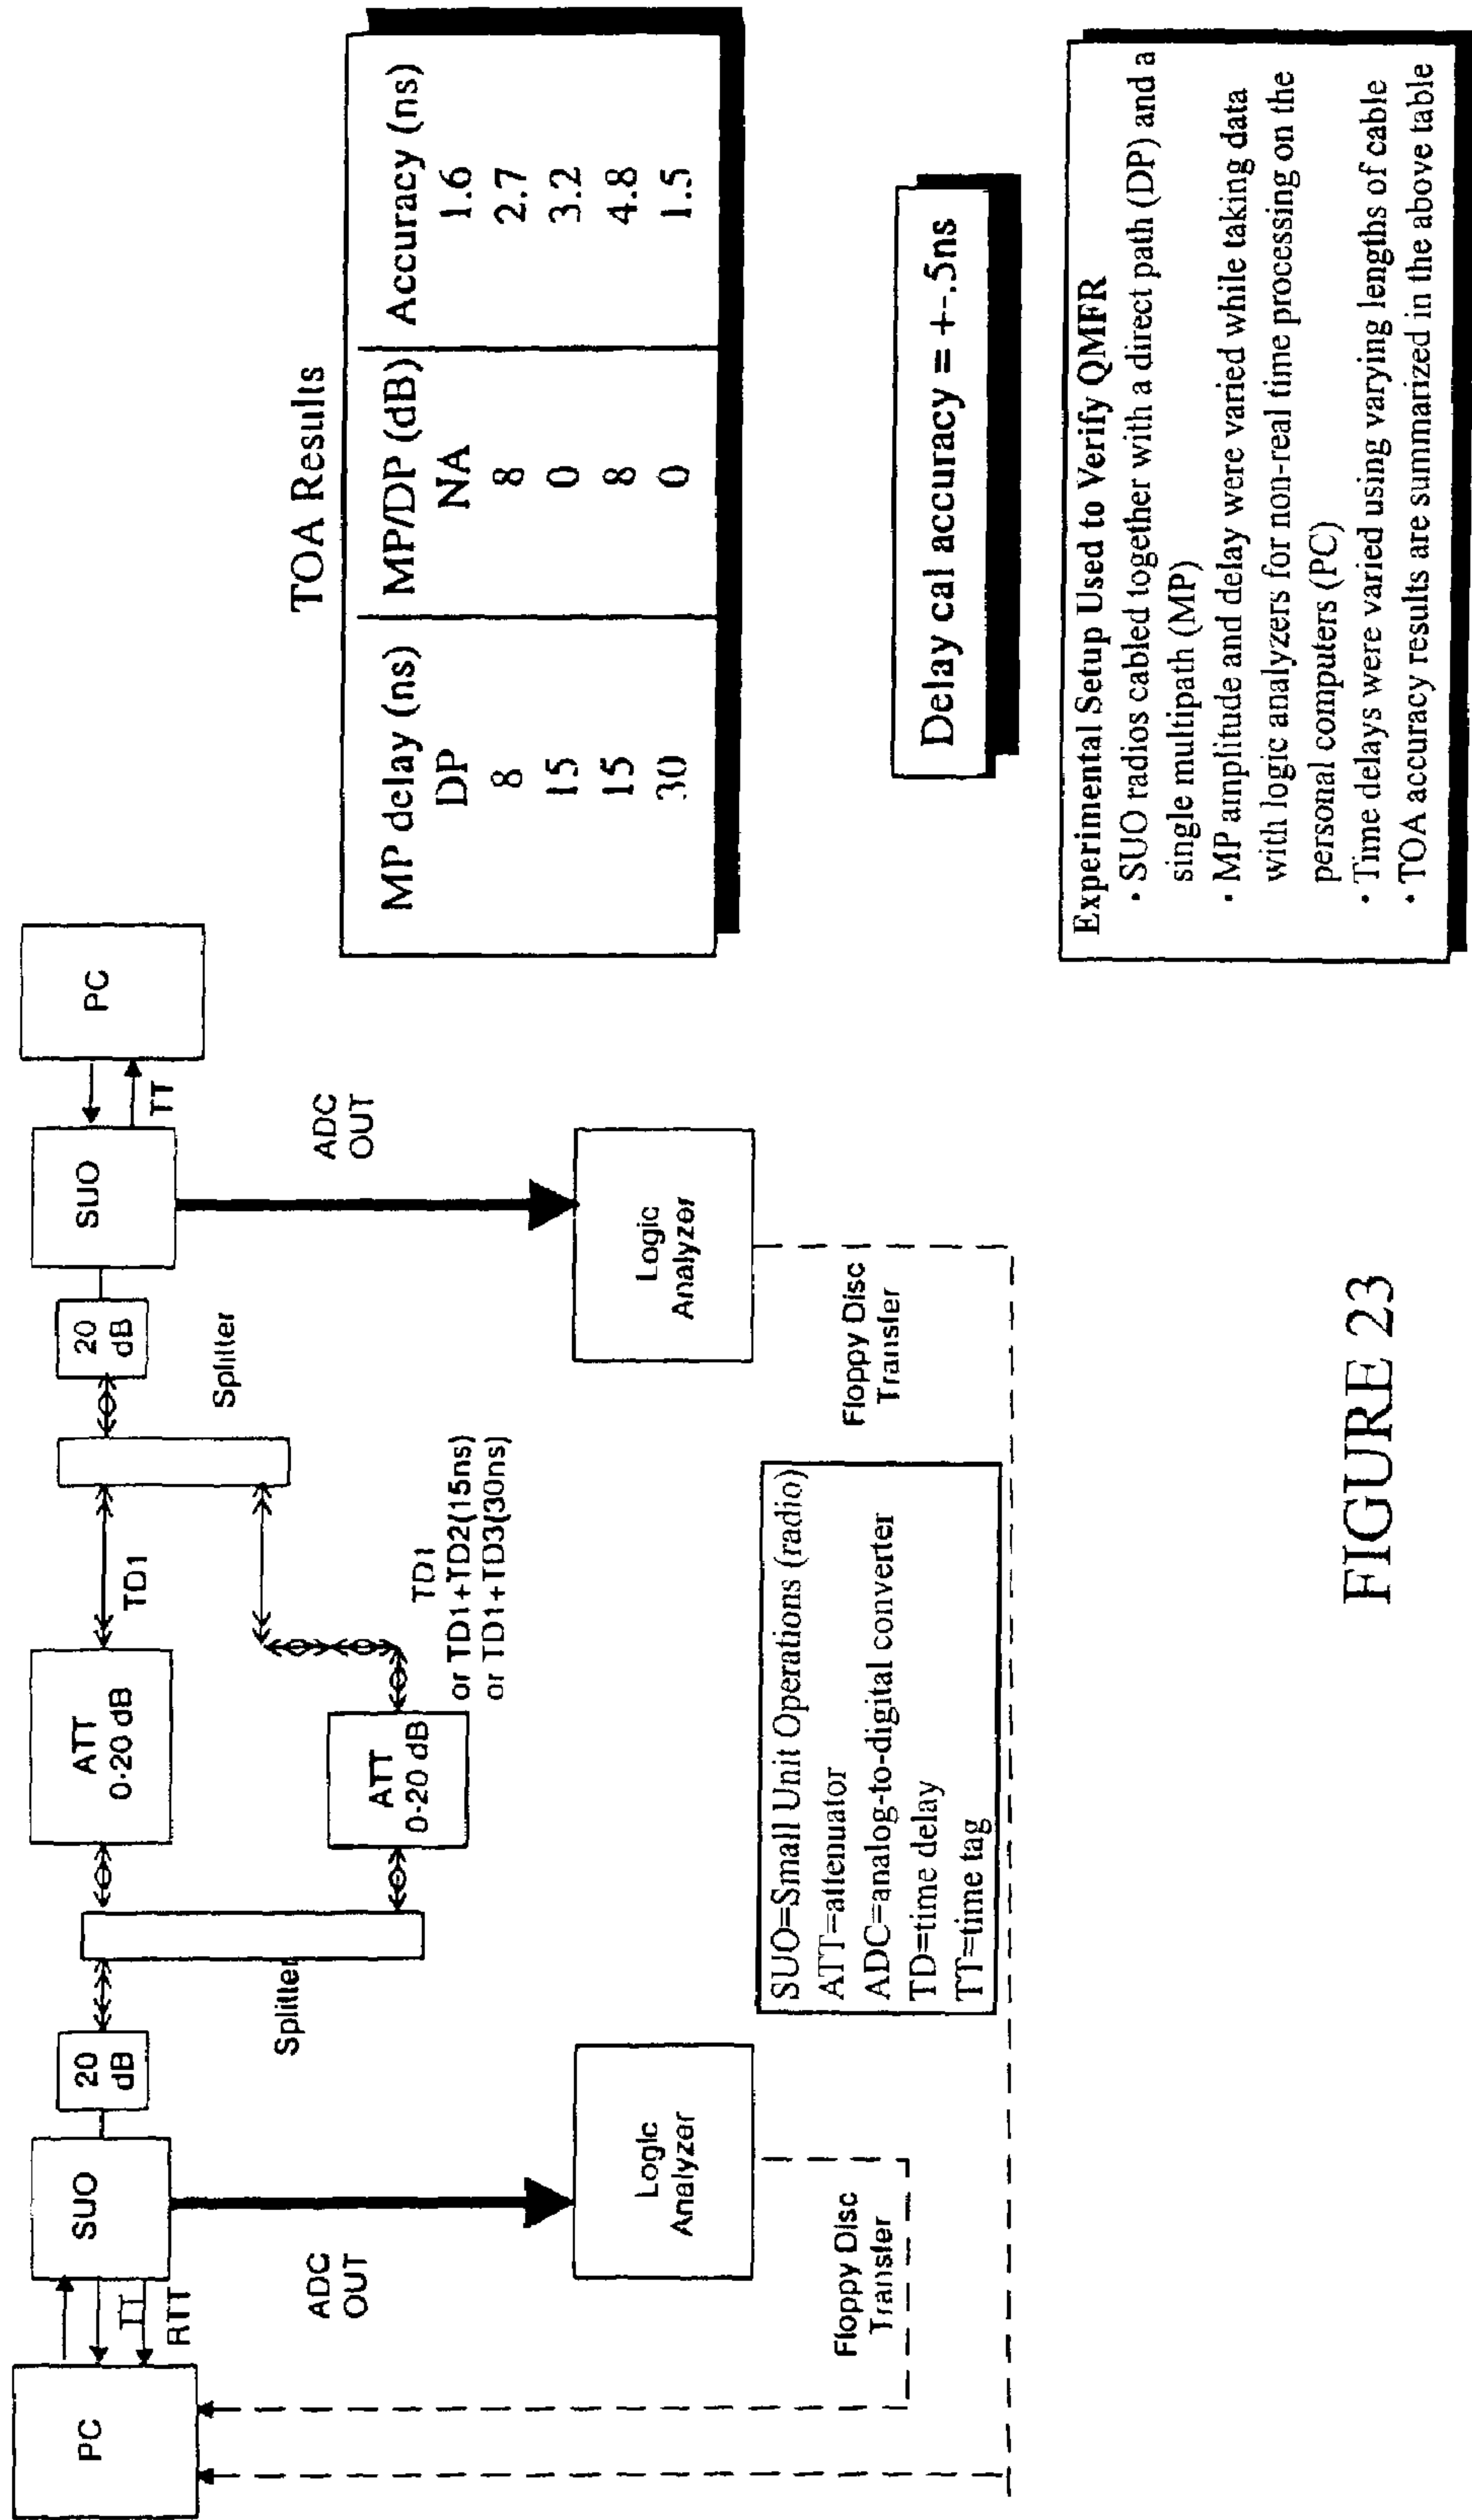 PC
TT
RTT
SUO
20
dB
Splitter
ATT
0-20 dB
TD1
ATT
0-20 dB
TD1
or TD1+TD2(15ns)
or TD1+TD3(30ns)
Splitter
20
dB
SUO
TT
PC
ADC
OUT
Logic
Analyzer
Floppy Disc
Transfer
ADC
OUT
Logic
Analyzer
Floppy Disc
Transfer
SUO=Small Unit Operations (radio)
ATT=attenuator
ADC=analog-to-digital converter
TD=time delay
TT=time tag
TOA Results
MP delay (ns) MP/DP (dB) Accuracy (ns)
DP NA 1.6
8 8 2.7
15 0 3.2
15 8 4.8
30 0 1.5
Delay cal accuracy = +-.5ns
Experimental Setup Used to Verify QMFR
· SUO radios cabled together with a direct path (DP) and a
single multipath (MP)
· MP amplitude and delay were varied while taking data
with logic analyzers for non-real time processing on the
personal computers (PC)
· Time delays were varied using varying lengths of cable
· TOA accuracy results are summarized in the above table
FIGURE 23